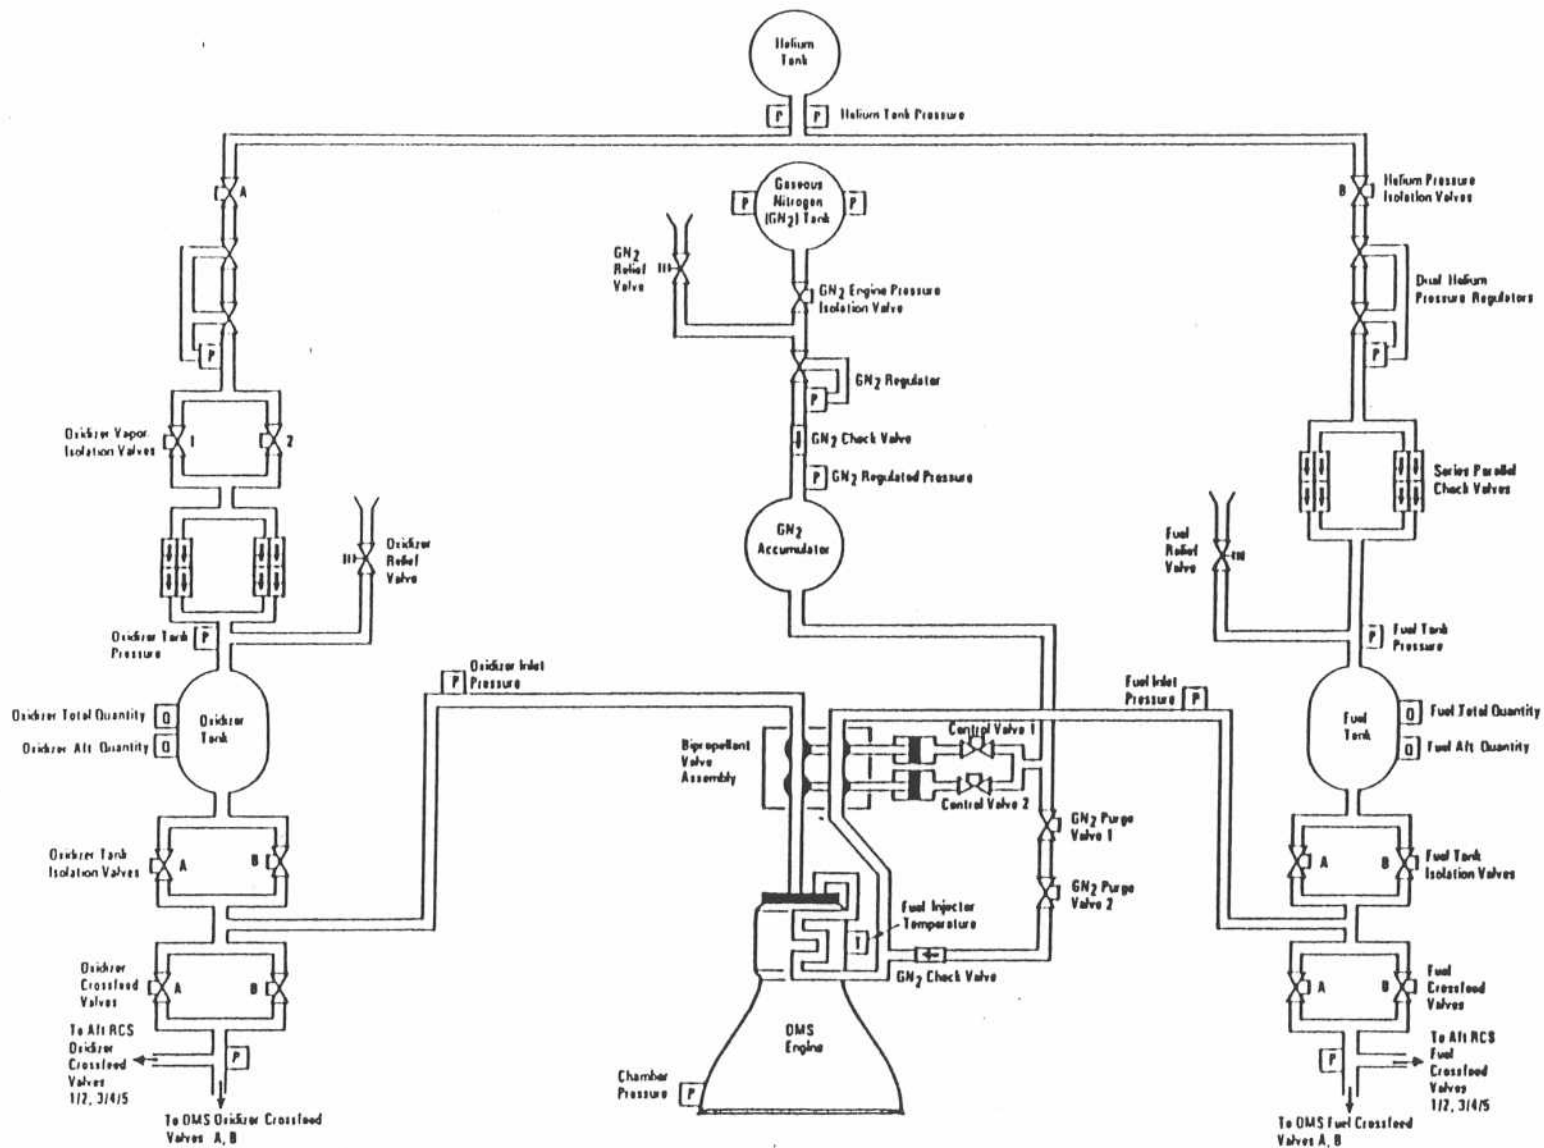 Helium
Tank
P
P
Helium Tank Pressure
A
B
Helium Pressure
Isolation Valves
Gaseous
Nitrogen
(GN2) Tank
P
P
GN2
Relief
Valve
GN2 Engine Pressure
Isolation Valve
Dual Helium
Pressure Regulators
P
P
GN2 Regulator
P
Oxidizer Vapor
Isolation Valves
1
2
GN2 Check Valve
P
GN2 Regulated Pressure
Series Parallel
Check Valves
GN2
Accumulator
Oxidizer
Relief
Valve
Fuel
Relief
Valve
Oxidizer Tank
Pressure
P
P
Fuel Tank
Pressure
P
Oxidizer Inlet
Pressure
Fuel Inlet
Pressure
P
Oxidizer Total Quantity
Q
Oxidizer Aft Quantity
Q
Oxidizer
Tank
Fuel
Tank
Q
Fuel Total Quantity
Q
Fuel Aft Quantity
Bipropellant
Valve
Assembly
Control Valve 1
Control Valve 2
GN2 Purge
Valve 1
GN2 Purge
Valve 2
Oxidizer Tank
Isolation Valves
A
B
A
B
Fuel Tank
Isolation Valves
Fuel Injector
Temperature
T
GN2 Check Valve
Oxidizer
Crossfeed
Valves
A
B
A
B
Fuel
Crossfeed
Valves
OMS
Engine
Chamber
Pressure
P
To Aft RCS
Oxidizer
Crossfeed
Valves
1/2, 3/4/5
P
To OMS Oxidizer Crossfeed
Valves A, B
P
To Aft RCS
Fuel
Crossfeed
Valves
1/2, 3/4/5
To OMS Fuel Crossfeed
Valves A, B